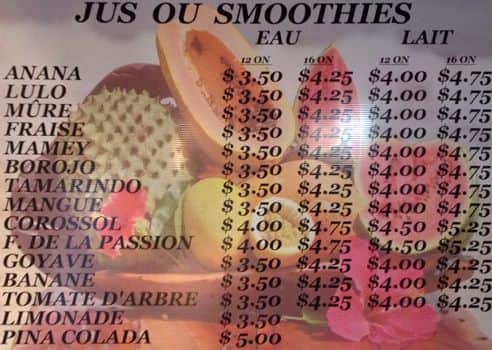 JUS OU SMOOTHIES
EAU LAIT
12 ON 16 ON 12 ON 16 ON
ANANA $3.50 $4.25 $4.00 $4.75
LULO $3.50 $4.25 $4.00 $4.75
MÛRE $3.50 $4.25 $4.00 $4.75
FRAISE $3.50 $4.25 $4.00 $4.75
MAMEY $3.50 $4.25 $4.00 $4.75
BOROJO $3.50 $4.25 $4.00 $4.75
TAMARINDO $3.50 $4.25 $4.00 $4.75
MANGUE $3.50 $4.25 $4.00 $4.75
COROSSOL $4.00 $4.75 $4.50 $5.25
F. DE LA PASSION $4.00 $4.75 $4.50 $5.25
GOYAVE $3.50 $4.25 $4.00 $4.25
BANANE $3.50 $4.25 $4.00 $4.25
TOMATE D'ARBRE $3.50 $4.25 $4.00 $4.25
LIMONADE $3.50
PINA COLADA $5.00